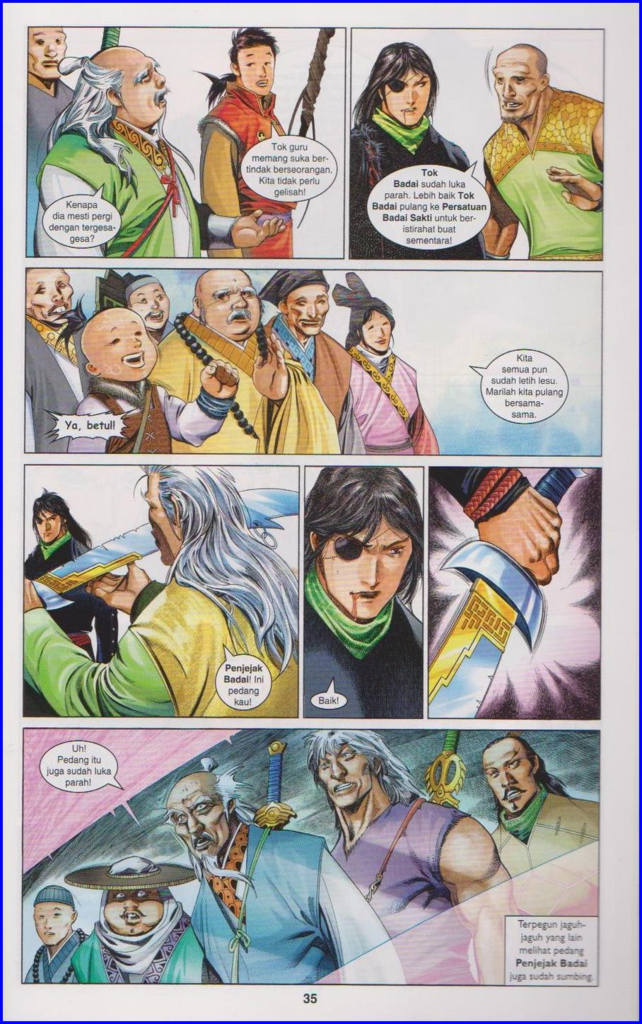 Kenapa
dia mesti pergi
dengan tergesa-
gesa?
Tok guru
memang suka ber-
tindak berseorangan.
Kita tidak perlu
gelisah!
Tok
Badai sudah luka
parah. Lebih baik Tok
Badai pulang ke Persatuan
Badai Sakti untuk ber-
istirahat buat
sementara!
Ya, betul!
Kita
semua pun
sudah letih lesu.
Marilah kita pulang
bersama-
sama.
Penjejak
Badai! Ini
pedang
kau!
Baik!
Uh!
Pedang itu
juga sudah luka
parah!
Terpegun jaguh-
jaguh yang lain
melihat pedang
Penjejak Badai
juga sudah sumbing.
35